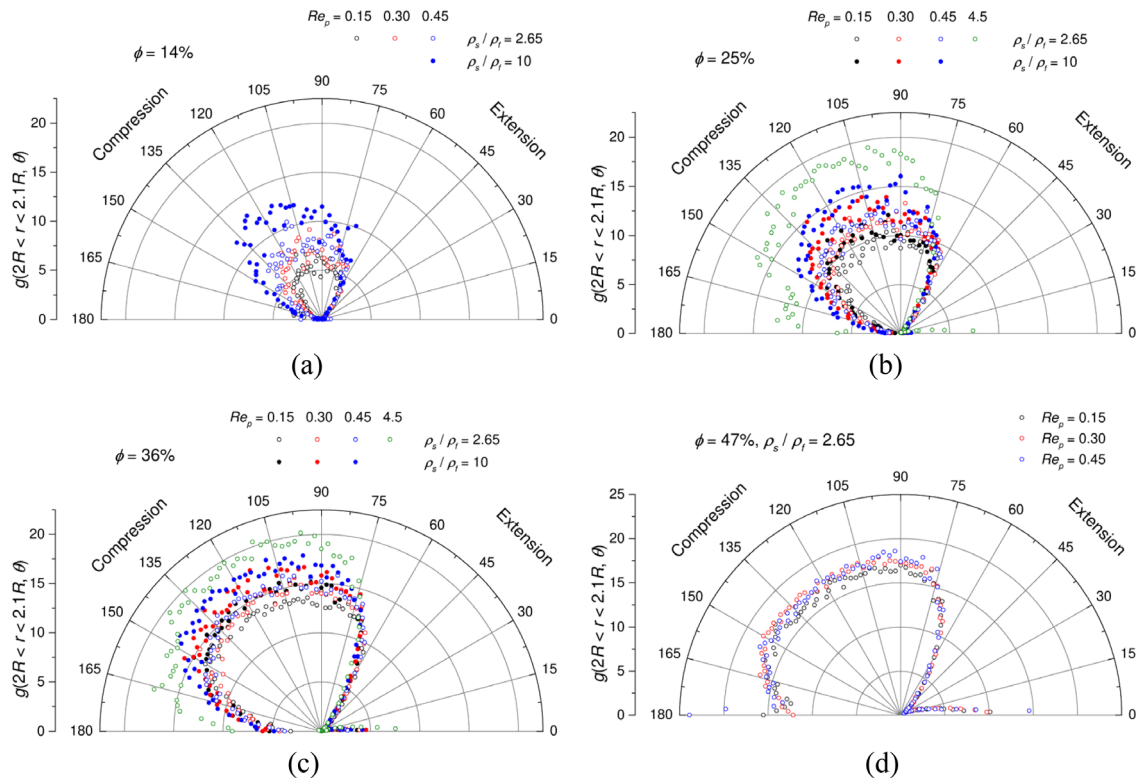 Re_p = 0.15 0.30 0.45
ρ_s / ρ_f = 2.65
ρ_s / ρ_f = 10
ϕ = 14%
Compression
Extension
g(2R < r < 2.1R, θ)
20
15
10
5
0
180 165 150 135 120 105 90 75 60 45 30 15 0
(a)
Re_p = 0.15 0.30 0.45 4.5
ρ_s / ρ_f = 2.65
ρ_s / ρ_f = 10
ϕ = 25%
Compression
Extension
g(2R < r < 2.1R, θ)
20
15
10
5
0
180 165 150 135 120 105 90 75 60 45 30 15 0
(b)
Re_p = 0.15 0.30 0.45 4.5
ρ_s / ρ_f = 2.65
ρ_s / ρ_f = 10
ϕ = 36%
Compression
Extension
g(2R < r < 2.1R, θ)
20
15
10
5
0
180 165 150 135 120 105 90 75 60 45 30 15 0
(c)
ϕ = 47%, ρ_s / ρ_f = 2.65
Re_p = 0.15
Re_p = 0.30
Re_p = 0.45
Compression
Extension
g(2R < r < 2.1R, θ)
25
20
15
10
5
0
180 165 150 135 120 105 90 75 60 45 30 15 0
(d)